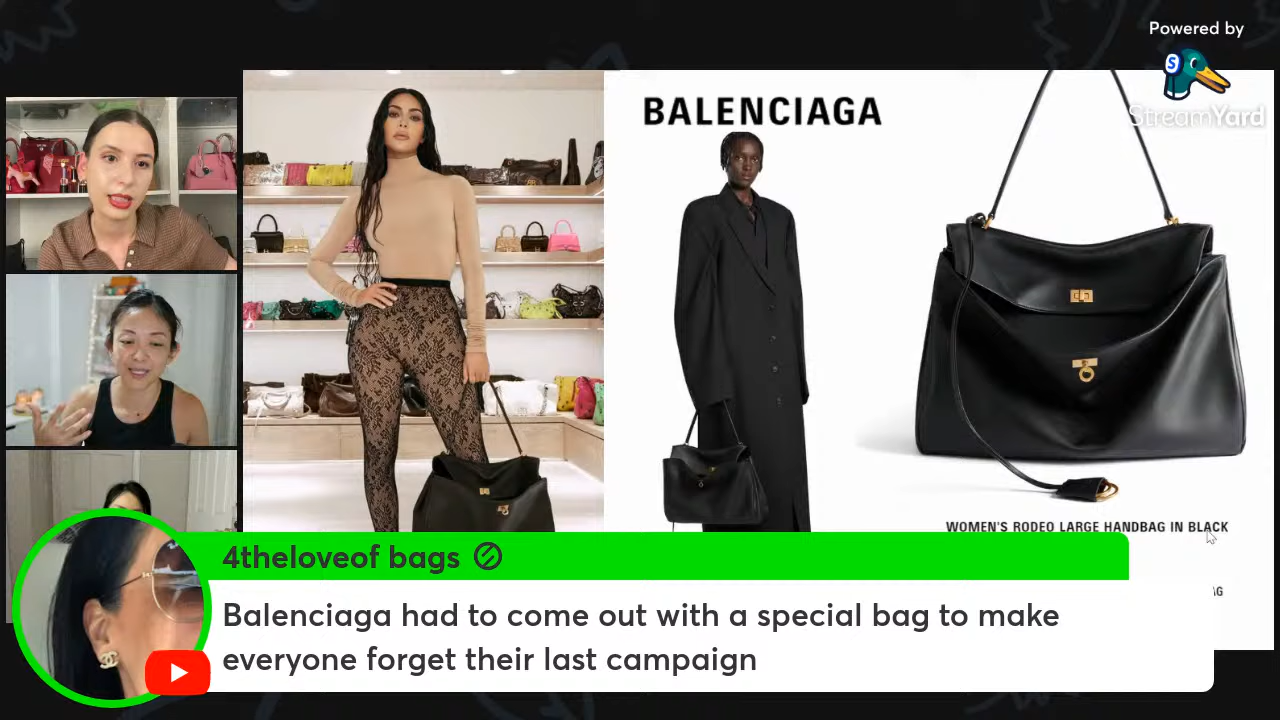 Powered by
StreamYard
BALENCIAGA
WOMEN'S RODEO LARGE HANDBAG IN BLACK
4theloveof bags
Balenciaga had to come out with a special bag to make
everyone forget their last campaign